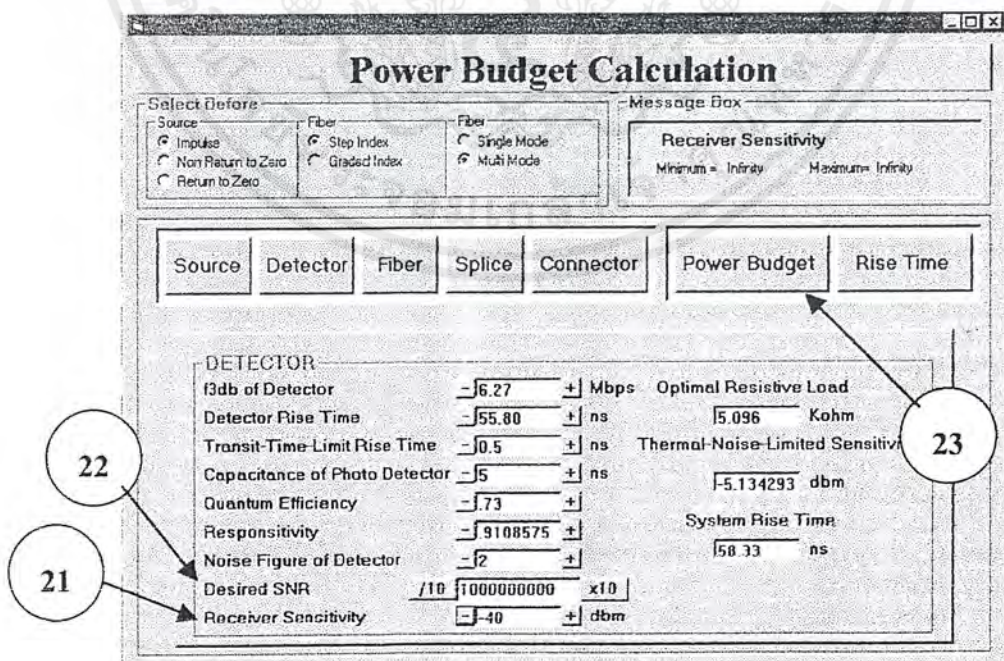 Power Budget Calculation
Select Before
Source
Impulse
Non Return to Zero
Return to Zero
Fiber
Step Index
Graded Index
Fiber
Single Mode
Multi Mode
Message Box
Receiver Sensitivity
Minimum = Infinity Maximum= Infinity
Source Detector Fiber Splice Connector Power Budget Rise Time
DETECTOR
f3db of Detector - 6.27 + Mbps
Detector Rise Time - 55.80 + ns
Transit-Time-Limit Rise Time - 0.5 + ns
Capacitance of Photo Detector - 5 + ns
Quantum Efficiency - .73 +
Responsivity - .9108575 +
Noise Figure of Detector - 2 +
Desired SNR /10 1000000000 x10
Receiver Sensitivity - -40 + dbm
Optimal Resistive Load
5.096 Kohm
Thermal-Noise-Limited Sensitivi
-5.134293 dbm
System Rise Time
58.33 ns
22
21
23